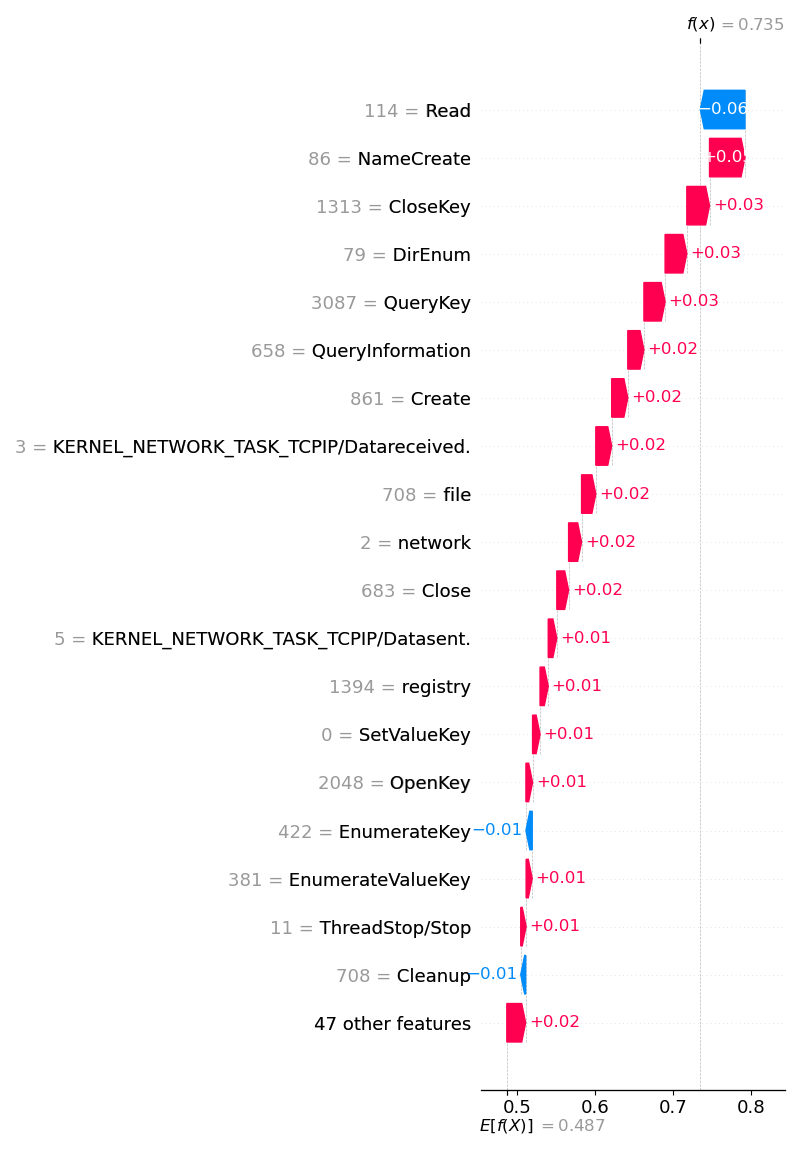 f(x) = 0.735
114 = Read −0.06
86 = NameCreate
1313 = CloseKey +0.03
79 = DirEnum +0.03
3087 = QueryKey +0.03
658 = QueryInformation +0.02
861 = Create +0.02
3 = KERNEL_NETWORK_TASK_TCPIP/Datareceived. +0.02
708 = file +0.02
2 = network +0.02
683 = Close +0.02
5 = KERNEL_NETWORK_TASK_TCPIP/Datasent. +0.01
1394 = registry +0.01
0 = SetValueKey +0.01
2048 = OpenKey +0.01
422 = EnumerateKey −0.01
381 = EnumerateValueKey +0.01
11 = ThreadStop/Stop +0.01
708 = Cleanup −0.01
47 other features +0.02
0.5 0.6 0.7 0.8
E[f(X)] = 0.487